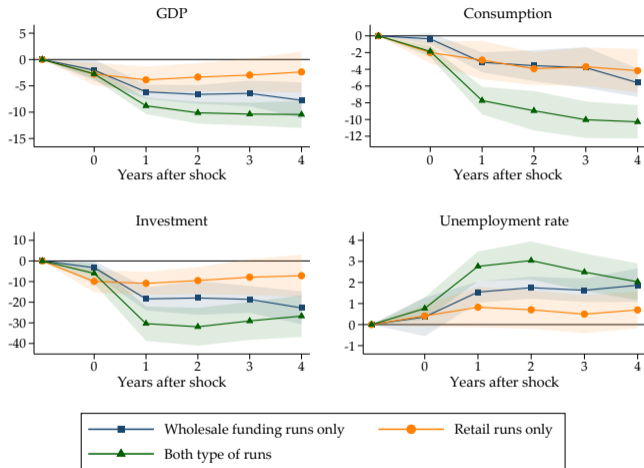 GDP
5
0
-5
-10
-15
0 1 2 3 4
Years after shock
Consumption
0
-2
-4
-6
-8
-10
-12
0 1 2 3 4
Years after shock
Investment
10
0
-10
-20
-30
-40
0 1 2 3 4
Years after shock
Unemployment rate
4
3
2
1
0
-1
0 1 2 3 4
Years after shock
Wholesale funding runs only
Retail runs only
Both type of runs